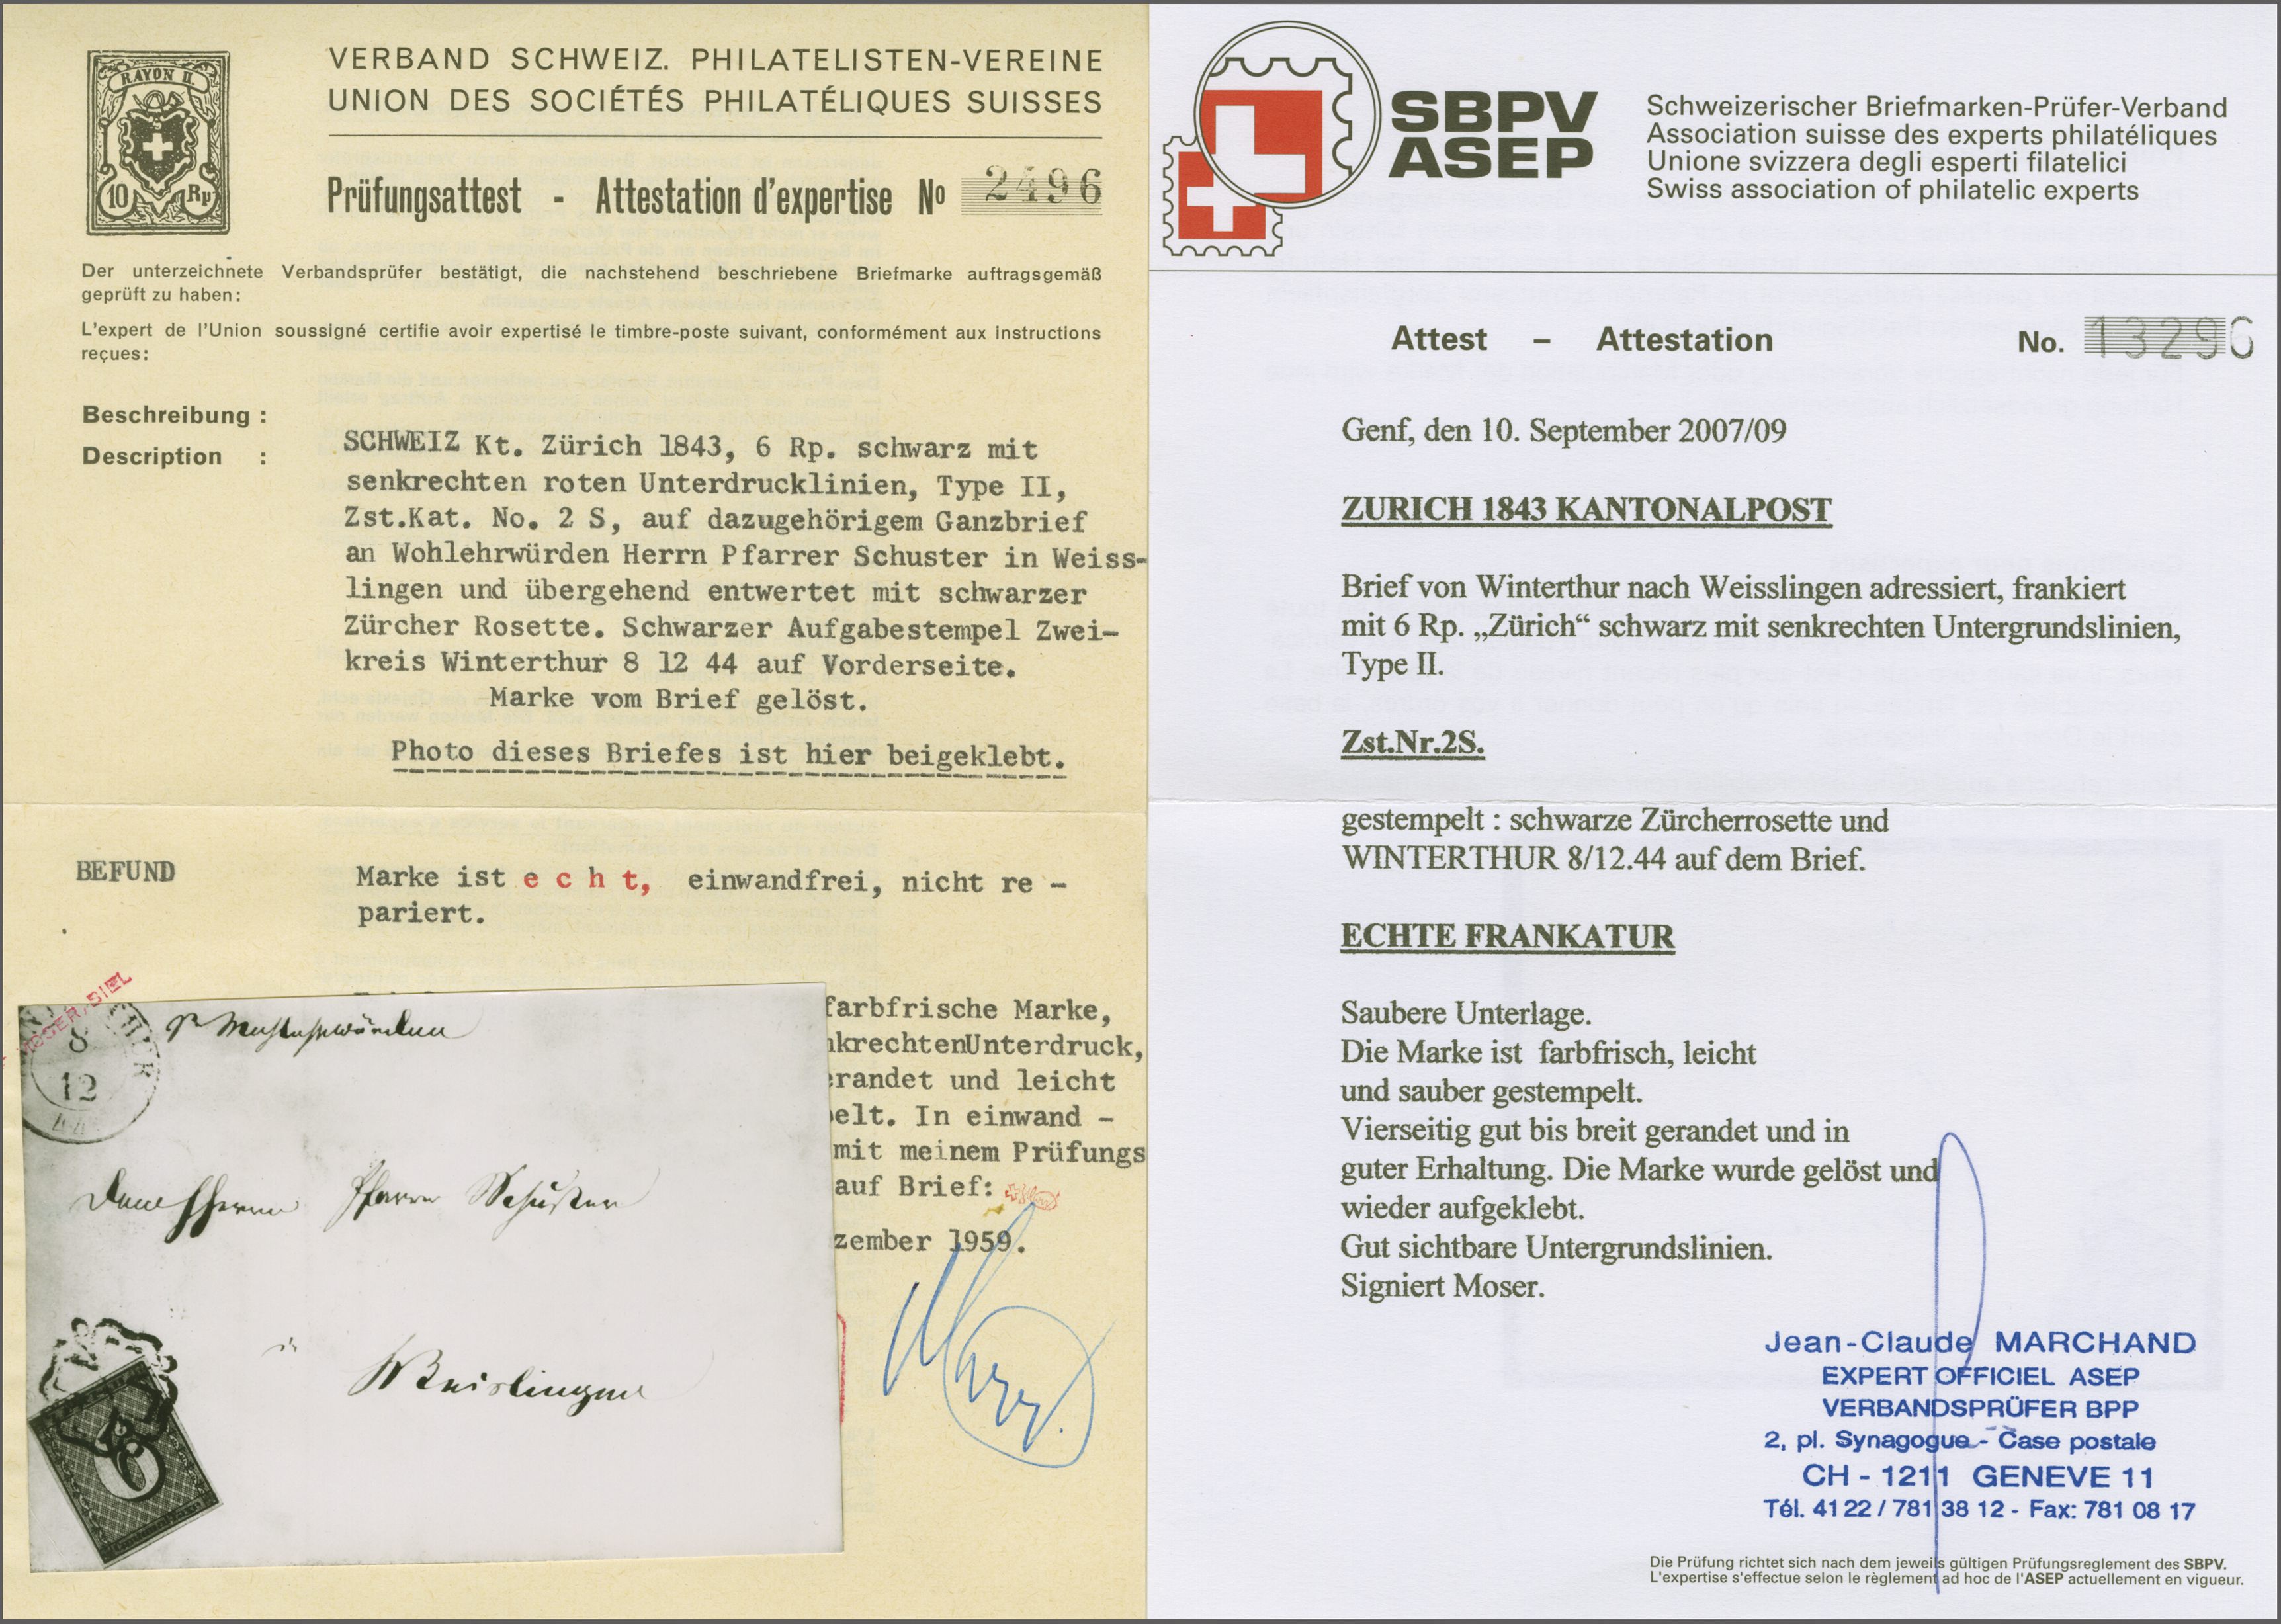 RAYON II.
10 Rp
VERBAND SCHWEIZ. PHILATELISTEN-VEREINE
UNION DES SOCIÉTÉS PHILATÉLIQUES SUISSES
Prüfungsattest - Attestation d'expertise No 2496
Der unterzeichnete Verbandsprüfer bestätigt, die nachstehend beschriebene Briefmarke auftragsgemäß
geprüft zu haben:
L'expert de l'Union soussigné certifie avoir expertisé le timbre-poste suivant, conformément aux instructions
reçues:
Beschreibung :
Description :
SCHWEIZ Kt. Zürich 1843, 6 Rp. schwarz mit
senkrechten roten Unterdrucklinien, Type II,
Zst.Kat. No. 2 S, auf dazugehörigem Ganzbrief
an Wohlehrwürden Herrn Pfarrer Schuster in Weiss-
lingen und übergehend entwertet mit schwarzer
Zürcher Rosette. Schwarzer Aufgabestempel Zwei-
kreis Winterthur 8 12 44 auf Vorderseite.
Marke vom Brief gelöst.
Photo dieses Briefes ist hier beigeklebt.
BEFUND
Marke ist e c h t, einwandfrei, nicht re -
pariert.
farbfrische Marke,
nkrechtenUnterdruck,
erandet und leicht
pelt. In einwand -
mit meinem Prüfungs
auf Brief:
zember 1959.
MOSER, BIEL
8
12
44
Pfarrer Schuster
in
Weislingen
6
SBPV
ASEP
Schweizerischer Briefmarken-Prüfer-Verband
Association suisse des experts philatéliques
Unione svizzera degli esperti filatelici
Swiss association of philatelic experts
Attest – Attestation No. 13296
Genf, den 10. September 2007/09
ZURICH 1843 KANTONALPOST
Brief von Winterthur nach Weisslingen adressiert, frankiert
mit 6 Rp. „Zürich“ schwarz mit senkrechten Untergrundslinien,
Type II.
Zst.Nr.2S.
gestempelt : schwarze Zürcherrosette und
WINTERTHUR 8/12.44 auf dem Brief.
ECHTE FRANKATUR
Saubere Unterlage.
Die Marke ist farbfrisch, leicht
und sauber gestempelt.
Vierseitig gut bis breit gerandet und in
guter Erhaltung. Die Marke wurde gelöst und
wieder aufgeklebt.
Gut sichtbare Untergrundslinien.
Signiert Moser.
Jean-Claude MARCHAND
EXPERT OFFICIEL ASEP
VERBANDSPRÜFER BPP
2, pl. Synagogue - Case postale
CH - 1211 GENEVE 11
Tél. 41 22 / 781 38 12 - Fax: 781 08 17
Die Prüfung richtet sich nach dem jeweils gültigen Prüfungsreglement des SBPV.
L'expertise s'effectue selon le règlement ad hoc de l'ASEP actuellement en vigueur.